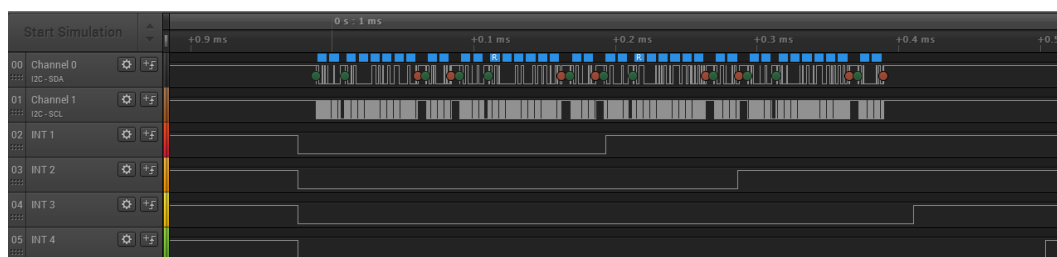 0 s : 1 ms
Start Simulation
+0.9 ms +0.1 ms +0.2 ms +0.3 ms +0.4 ms +0.5
00 Channel 0
I2C - SDA
R R
01 Channel 1
I2C - SCL
02 INT 1
03 INT 2
04 INT 3
05 INT 4